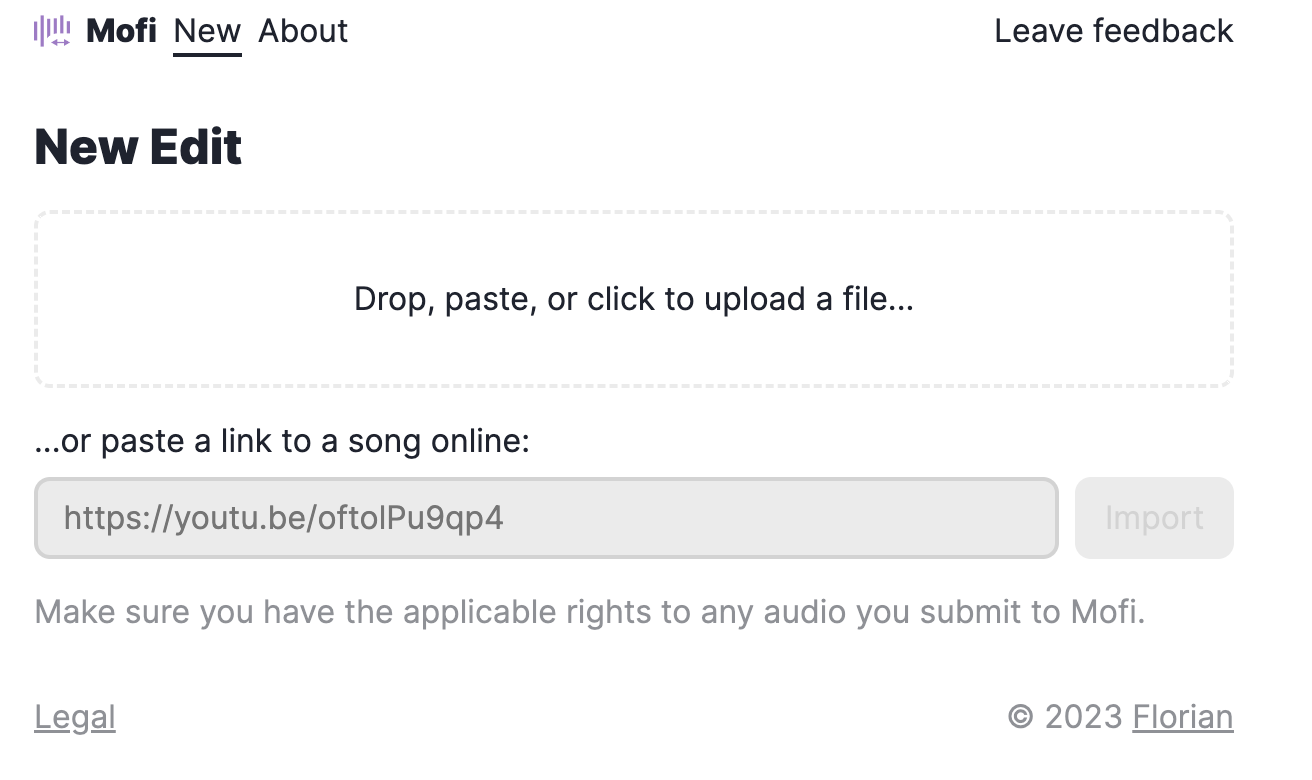 Mofi New About Leave feedback
New Edit
Drop, paste, or click to upload a file...
...or paste a link to a song online:
https://youtu.be/oftolPu9qp4 Import
Make sure you have the applicable rights to any audio you submit to Mofi.
Legal © 2023 Florian